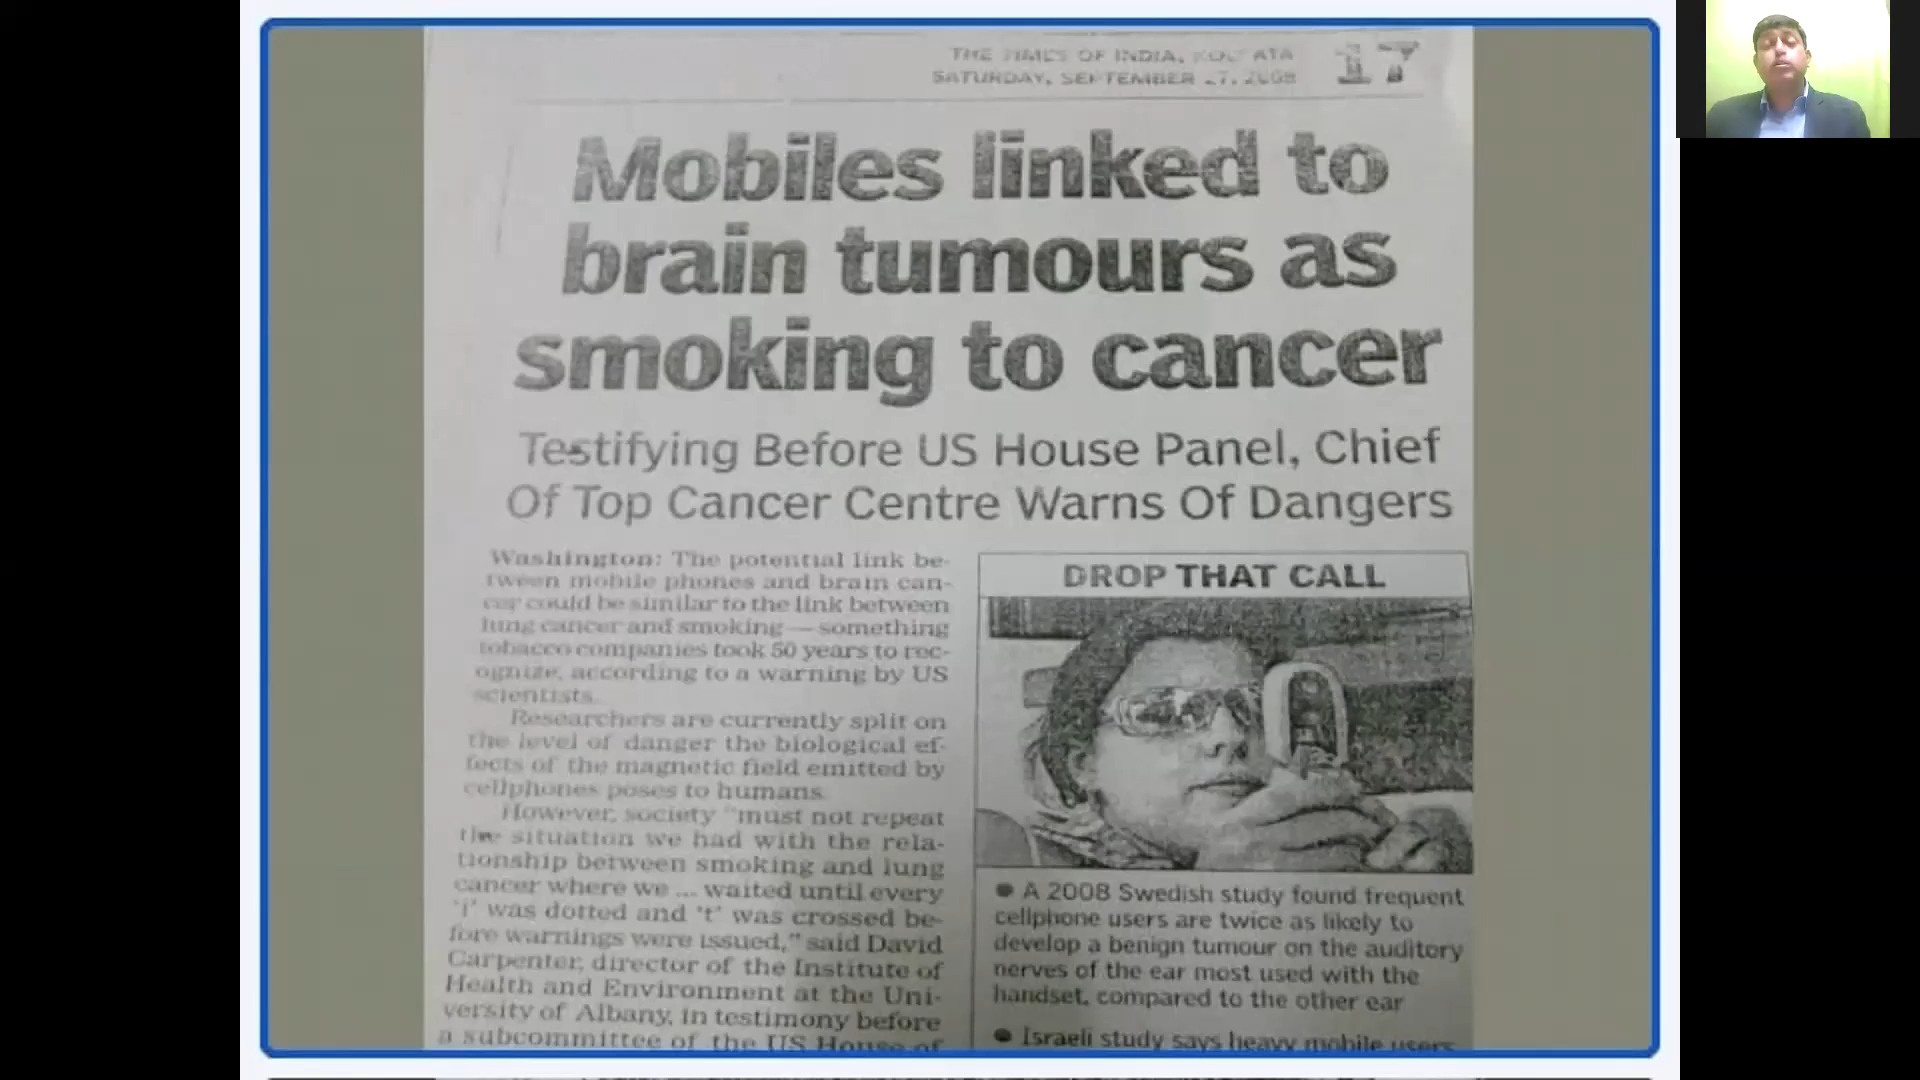 THE TIMES OF INDIA, KOLKATA
SATURDAY, SEPTEMBER 27, 2008
17
Mobiles linked to
brain tumours as
smoking to cancer
Testifying Before US House Panel, Chief
Of Top Cancer Centre Warns Of Dangers
Washington: The potential link be-
tween mobile phones and brain can-
cer could be similar to the link between
lung cancer and smoking — something
tobacco companies took 50 years to rec-
ognize, according to a warning by US
scientists.
Researchers are currently split on
the level of danger the biological ef-
fects of the magnetic field emitted by
cellphones poses to humans.
However, society "must not repeat
the situation we had with the rela-
tionship between smoking and lung
cancer where we ... waited until every
'i' was dotted and 't' was crossed be-
fore warnings were issued," said David
Carpenter, director of the Institute of
Health and Environment at the Uni-
versity of Albany, in testimony before
a subcommittee of the US House of
DROP THAT CALL
● A 2008 Swedish study found frequent
cellphone users are twice as likely to
develop a benign tumour on the auditory
nerves of the ear most used with the
handset, compared to the other ear
● Israeli study says heavy mobile users